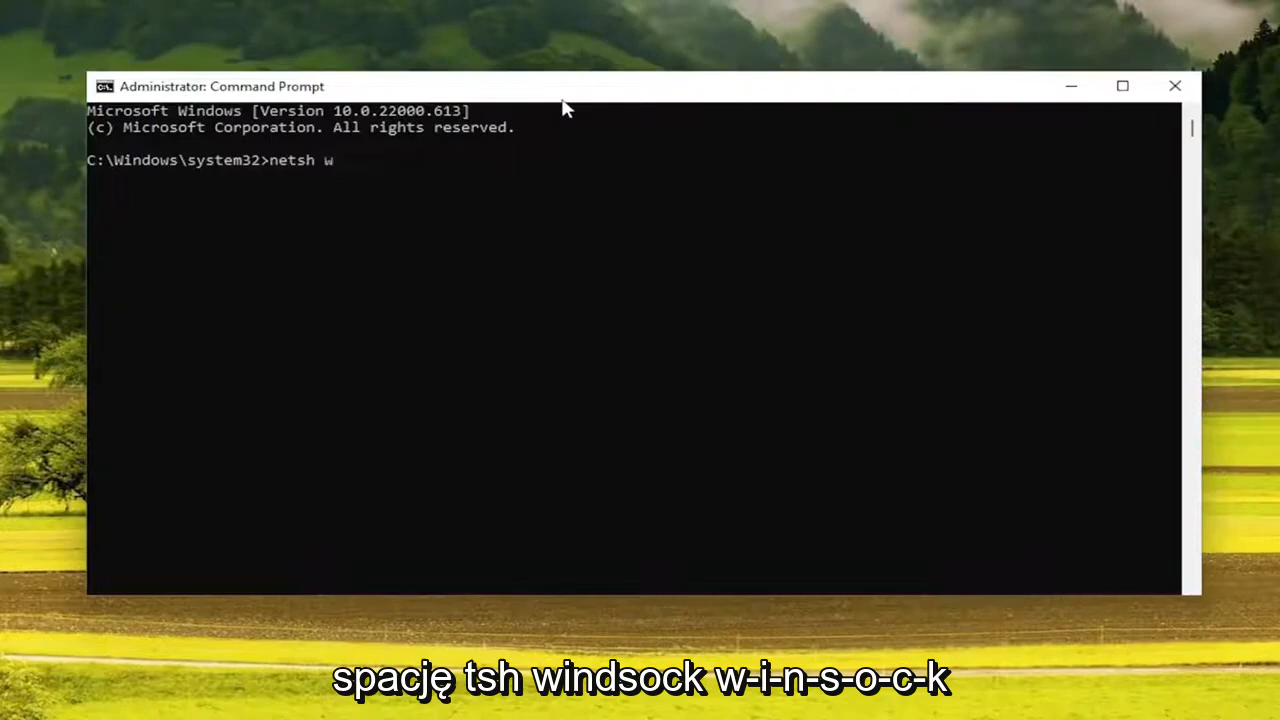 Administrator: Command Prompt
Microsoft Windows [Version 10.0.22000.613]
(c) Microsoft Corporation. All rights reserved.
C:\Windows\system32>netsh w
spację tsh windsock w-i-n-s-o-c-k